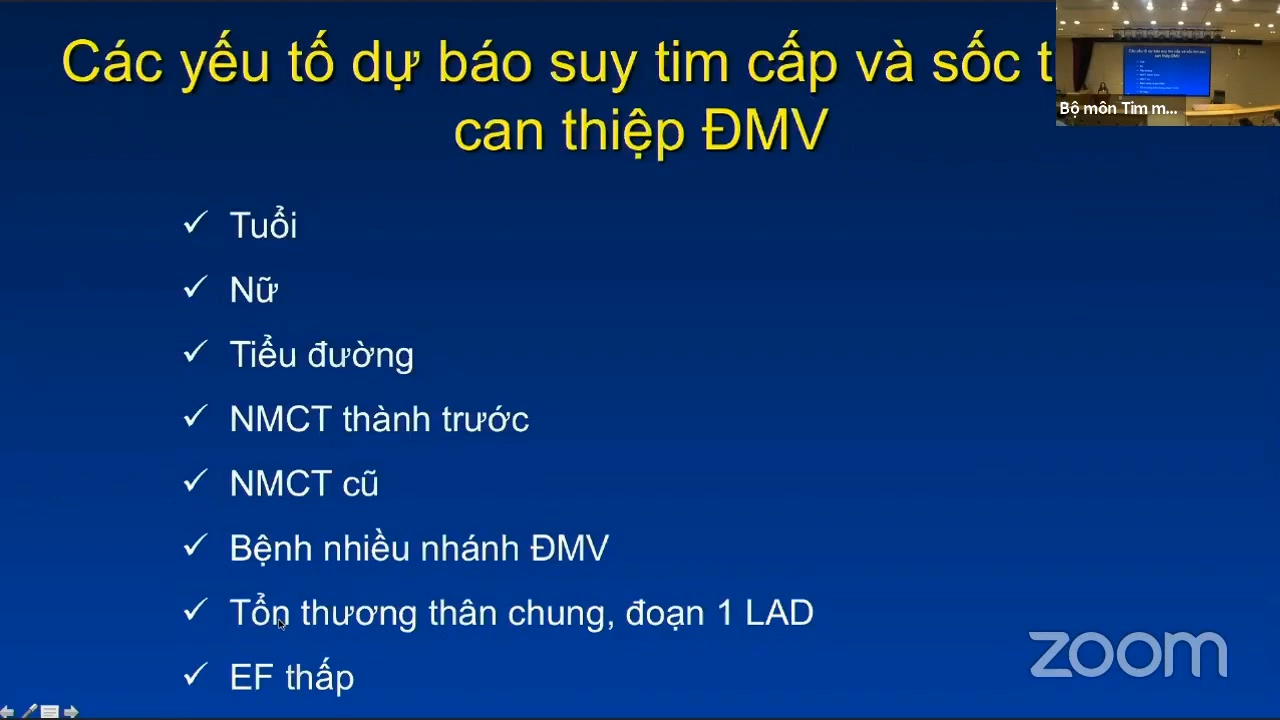 Các yếu tố dự báo suy tim cấp và sốc t
can thiệp ĐMV
Bộ môn Tim m...
✓ Tuổi
✓ Nữ
✓ Tiểu đường
✓ NMCT thành trước
✓ NMCT cũ
✓ Bệnh nhiều nhánh ĐMV
✓ Tổn thương thân chung, đoạn 1 LAD
✓ EF thấp
zoom